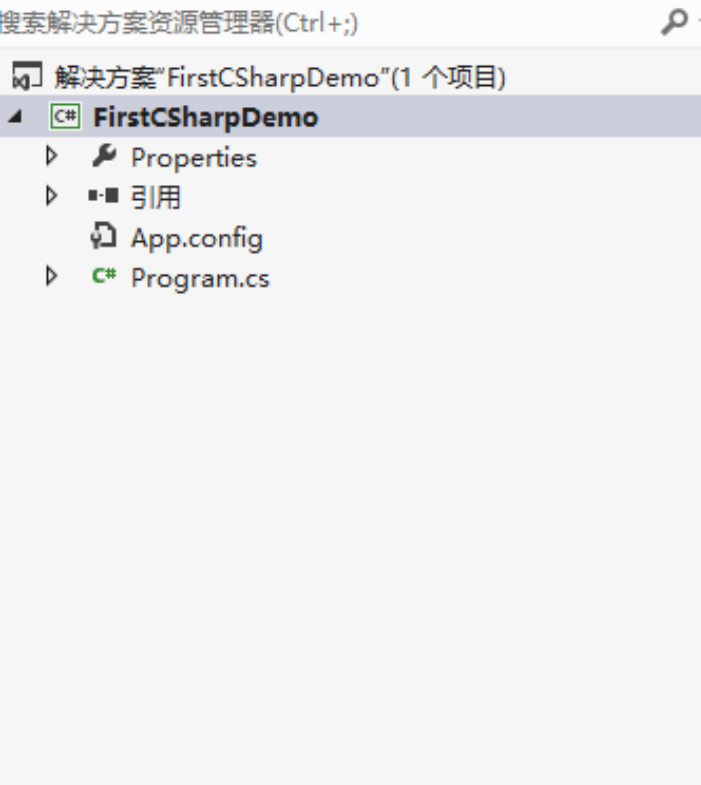 搜索解决方案资源管理器(Ctrl+;)
解决方案"FirstCSharpDemo"(1 个项目)
C# FirstCSharpDemo
Properties
引用
App.config
C# Program.cs